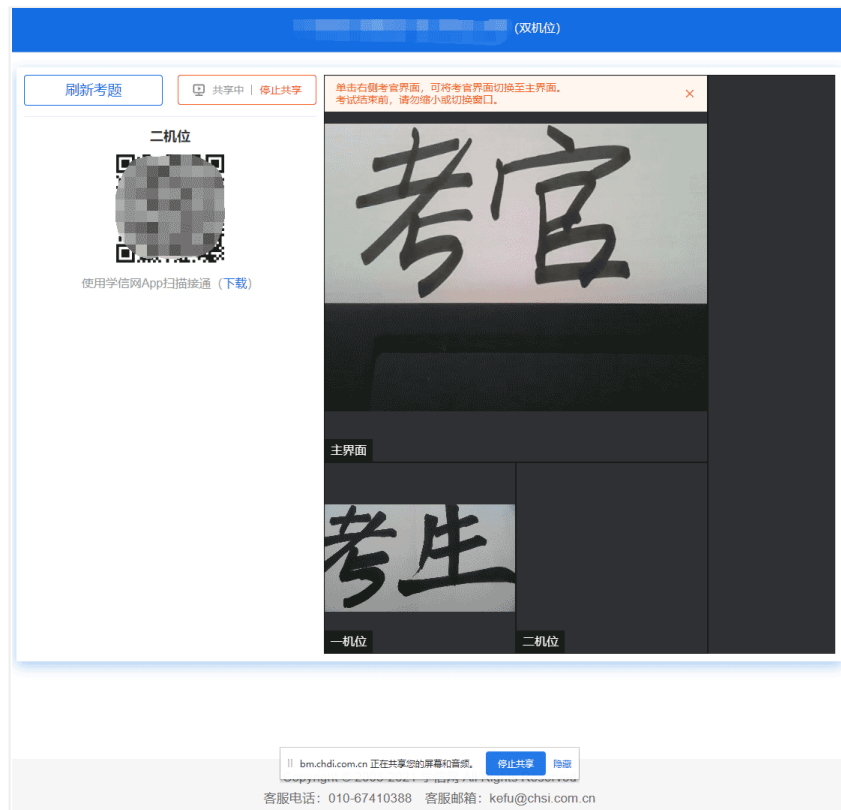 (双机位)
刷新考题
共享中 | 停止共享
二机位
使用学信网App扫描接通（下载）
单击右侧考官界面，可将考官界面切换至主界面。
考试结束前，请勿缩小或切换窗口。
考官
主界面
考生
一机位
二机位
bm.chdi.com.cn 正在共享您的屏幕和音频。
停止共享
隐藏
客服电话：010-67410388 客服邮箱：kefu@chsi.com.cn